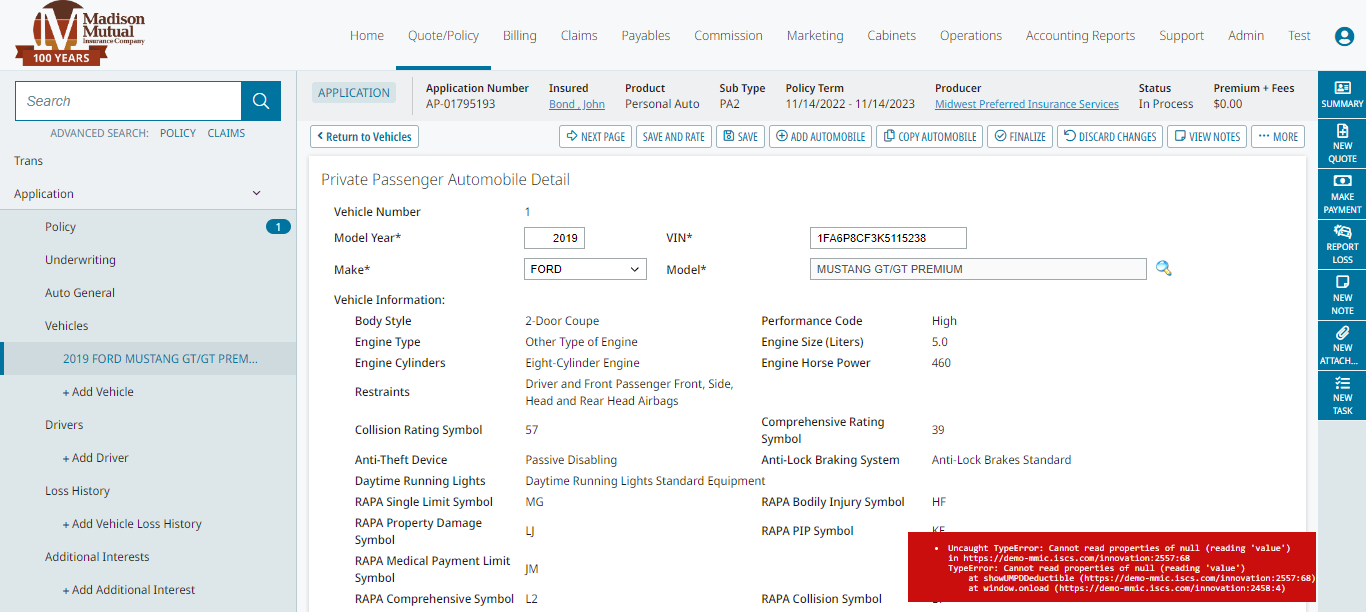 Madison
Mutual
Insurance Company
100 YEARS
Home Quote/Policy Billing Claims Payables Commission Marketing Cabinets Operations Accounting Reports Support Admin Test
Search
ADVANCED SEARCH: POLICY CLAIMS
Trans
Application
Policy 1
Underwriting
Auto General
Vehicles
2019 FORD MUSTANG GT/GT PREM...
+ Add Vehicle
Drivers
+ Add Driver
Loss History
+ Add Vehicle Loss History
Additional Interests
+ Add Additional Interest
APPLICATION
Application Number Insured Product Sub Type Policy Term Producer Status Premium + Fees
AP-01795193 Bond , John Personal Auto PA2 11/14/2022 - 11/14/2023 Midwest Preferred Insurance Services In Process $0.00
Return to Vehicles NEXT PAGE SAVE AND RATE SAVE ADD AUTOMOBILE COPY AUTOMOBILE FINALIZE DISCARD CHANGES VIEW NOTES ··· MORE
Private Passenger Automobile Detail
Vehicle Number 1
Model Year* 2019 VIN* 1FA6P8CF3K5115238
Make* FORD Model* MUSTANG GT/GT PREMIUM
Vehicle Information:
Body Style 2-Door Coupe Performance Code High
Engine Type Other Type of Engine Engine Size (Liters) 5.0
Engine Cylinders Eight-Cylinder Engine Engine Horse Power 460
Restraints Driver and Front Passenger Front, Side,
Head and Rear Head Airbags
Collision Rating Symbol 57 Comprehensive Rating
Symbol 39
Anti-Theft Device Passive Disabling Anti-Lock Braking System Anti-Lock Brakes Standard
Daytime Running Lights Daytime Running Lights Standard Equipment
RAPA Single Limit Symbol MG RAPA Bodily Injury Symbol HF
RAPA Property Damage
Symbol LJ RAPA PIP Symbol
RAPA Medical Payment Limit
Symbol JM
RAPA Comprehensive Symbol L2 RAPA Collision Symbol
• Uncaught TypeError: Cannot read properties of null (reading 'value')
in https://demo-mmic.iscs.com/innovation:2557:68
TypeError: Cannot read properties of null (reading 'value')
at showUMPDDeductible (https://demo-mmic.iscs.com/innovation:2557:68)
at window.onload (https://demo-mmic.iscs.com/innovation:2458:4)
SUMMARY
NEW
QUOTE
MAKE
PAYMENT
REPORT
LOSS
NEW
NOTE
NEW
ATTACH...
NEW
TASK